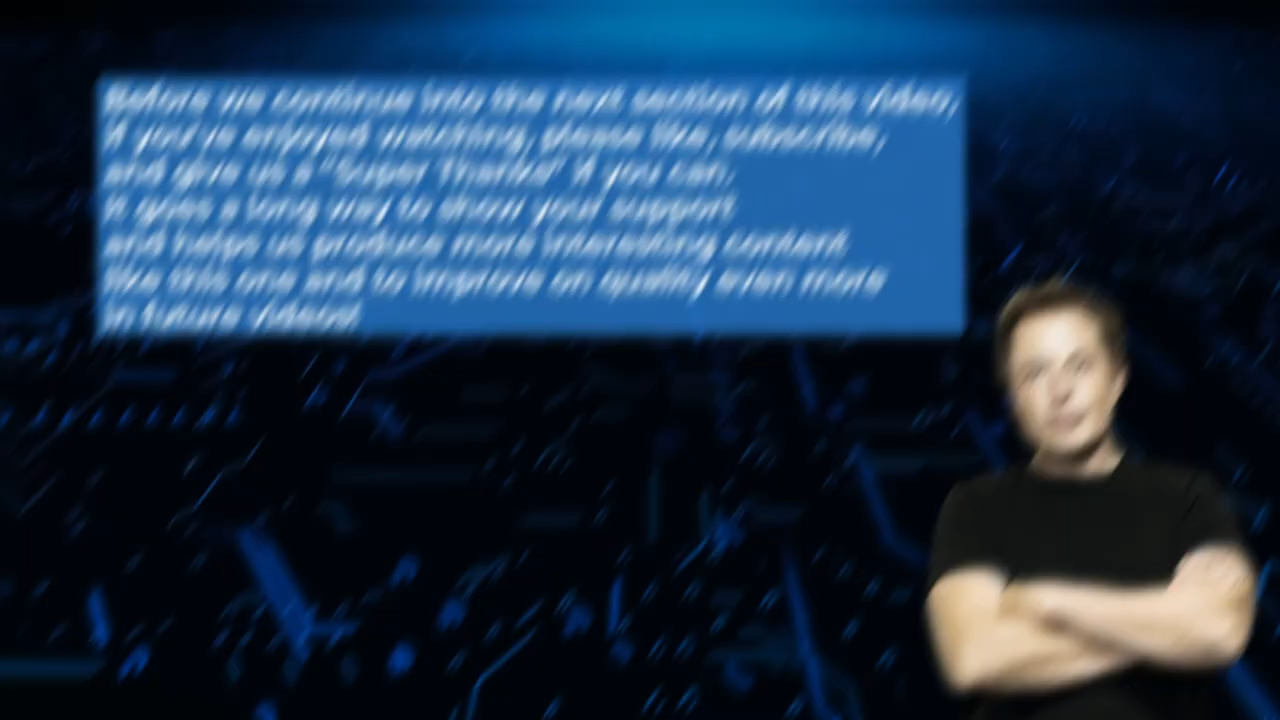 Before we continue into the next section of this video,
if you've enjoyed watching, please like, subscribe,
and give us a "Super Thanks" if you can.
It goes a long way to show your support
and helps us produce more interesting content
like this one and to improve on quality even more
in future videos!